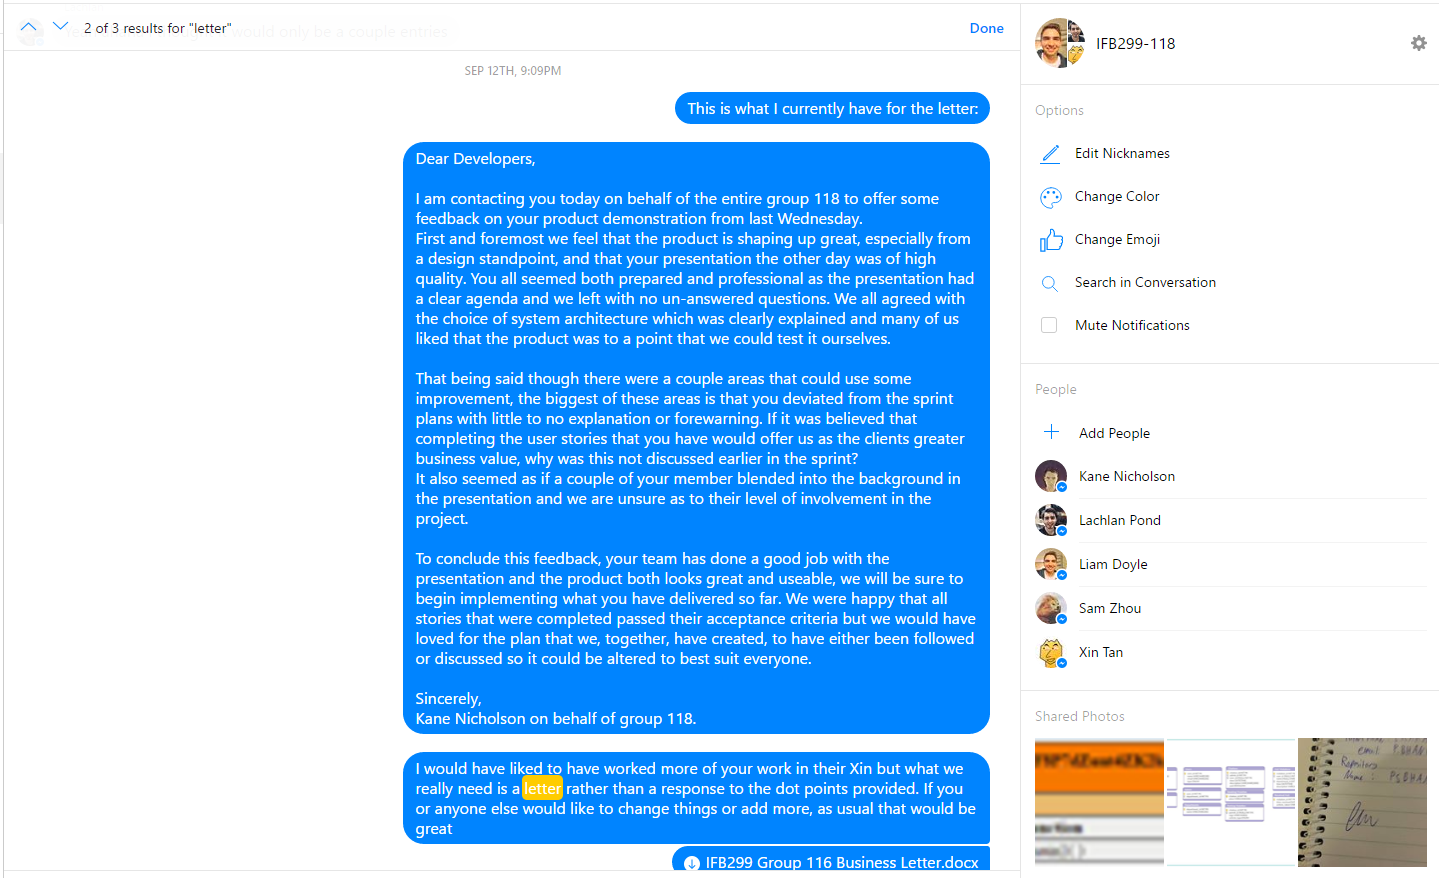 2 of 3 results for "letter"
Done
would only be a couple entries
SEP 12TH, 9:09PM
This is what I currently have for the letter:
Dear Developers,
I am contacting you today on behalf of the entire group 118 to offer some
feedback on your product demonstration from last Wednesday.
First and foremost we feel that the product is shaping up great, especially from
a design standpoint, and that your presentation the other day was of high
quality. You all seemed both prepared and professional as the presentation had
a clear agenda and we left with no un-answered questions. We all agreed with
the choice of system architecture which was clearly explained and many of us
liked that the product was to a point that we could test it ourselves.
That being said though there were a couple areas that could use some
improvement, the biggest of these areas is that you deviated from the sprint
plans with little to no explanation or forewarning. If it was believed that
completing the user stories that you have would offer us as the clients greater
business value, why was this not discussed earlier in the sprint?
It also seemed as if a couple of your member blended into the background in
the presentation and we are unsure as to their level of involvement in the
project.
To conclude this feedback, your team has done a good job with the
presentation and the product both looks great and useable, we will be sure to
begin implementing what you have delivered so far. We were happy that all
stories that were completed passed their acceptance criteria but we would have
loved for the plan that we, together, have created, to have either been followed
or discussed so it could be altered to best suit everyone.
Sincerely,
Kane Nicholson on behalf of group 118.
I would have liked to have worked more of your work in their Xin but what we
really need is a letter rather than a response to the dot points provided. If you
or anyone else would like to change things or add more, as usual that would be
great
IFB299 Group 116 Business Letter.docx
IFB299-118
Options
Edit Nicknames
Change Color
Change Emoji
Search in Conversation
Mute Notifications
People
Add People
Kane Nicholson
Lachlan Pond
Liam Doyle
Sam Zhou
Xin Tan
Shared Photos
email
Repository
Name :